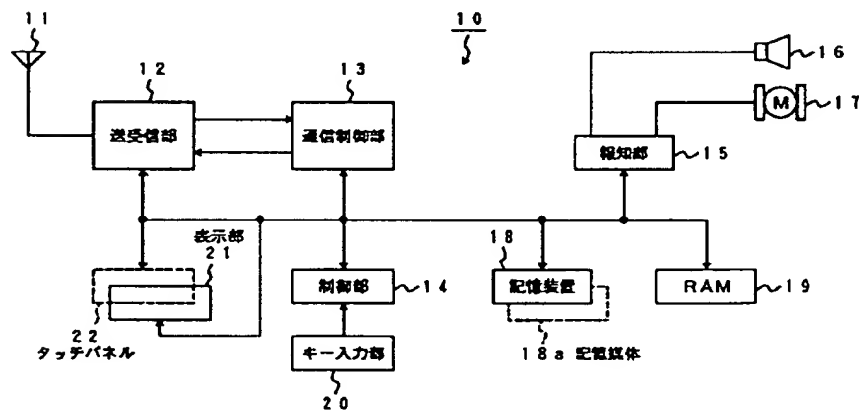 10
11
12
送受信部
13
通信制御部
16
M
17
報知部
15
表示部
21
22
タッチパネル
制御部
14
キー入力部
20
18
記憶装置
18a 記憶媒体
RAM
19